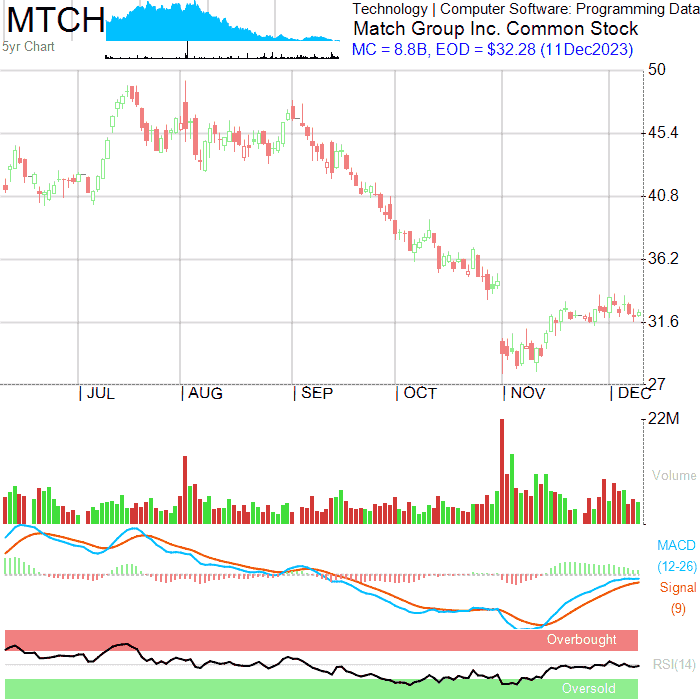 MTCH
5yr Chart
Technology | Computer Software: Programming Data
Match Group Inc. Common Stock
MC = 8.8B, EOD = $32.28 (11Dec2023)
50
45.4
40.8
36.2
31.6
27
| JUL | AUG | SEP | OCT | NOV | DEC
22M
Volume
MACD
(12-26)
Signal
(9)
Overbought
RSI(14)
Oversold